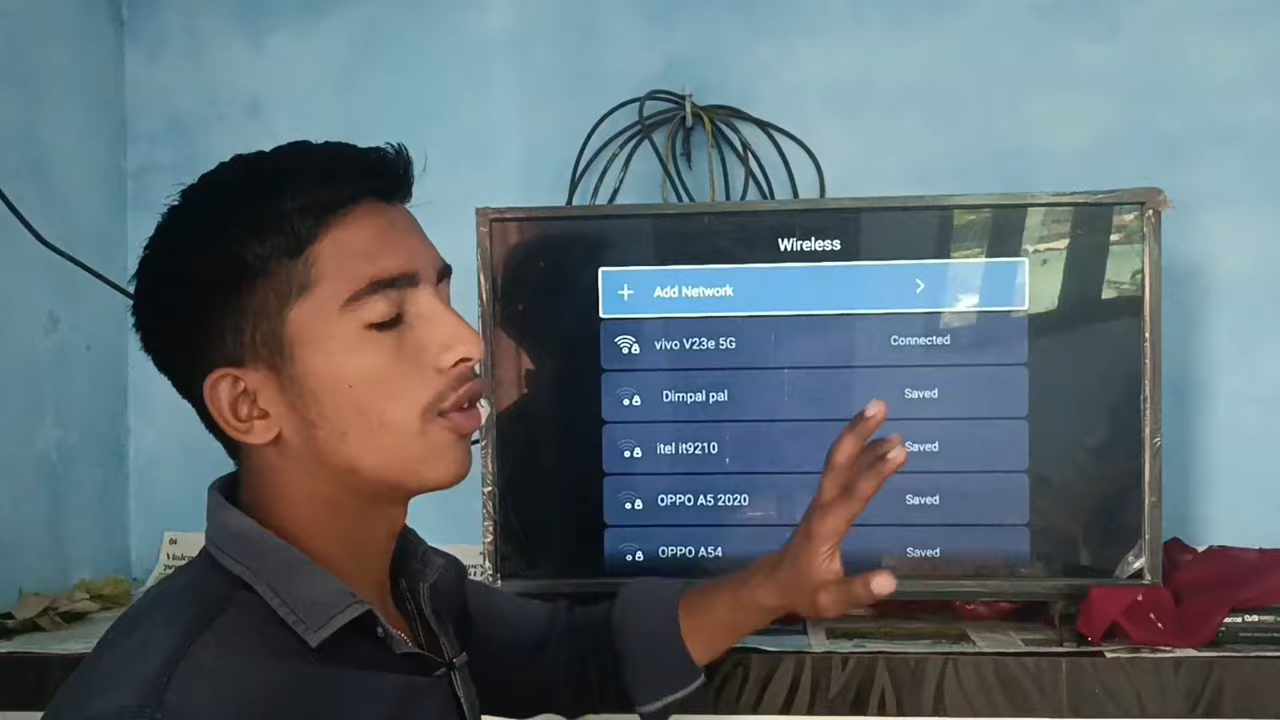 Wireless
Add Network
vivo V23e 5G
Connected
Dimpal pal
Saved
itel it9210
Saved
OPPO A5 2020
Saved
OPPO A54
Saved
04